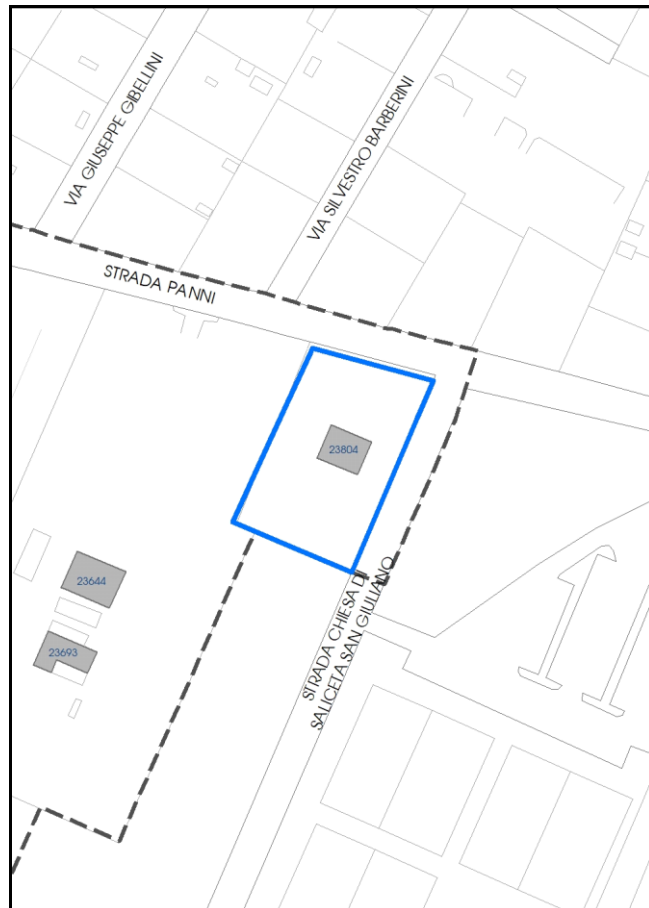 VIA GIUSEPPE GIBELLINI
VIA SILVESTRO BARBERINI
STRADA PANNI
23804
23644
23693
STRADA CHIESA DI
SALICETA SAN GIULIANO